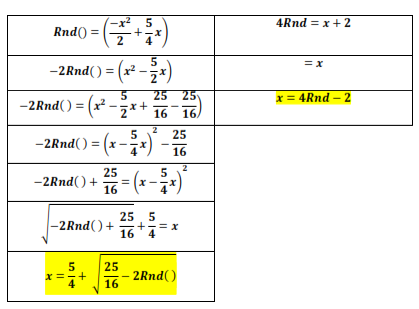 Rnd() = (−x²/2 + 5/4 x)
4Rnd = x + 2
−2Rnd( ) = (x² − 5/2 x)
= x
−2Rnd( ) = (x² − 5/2 x + 25/16 − 25/16)
x = 4Rnd − 2
−2Rnd( ) = (x − 5/4 x)² − 25/16
−2Rnd( ) + 25/16 = (x − 5/4 x)²
√(−2Rnd( ) + 25/16) + 5/4 = x
x = 5/4 + √(25/16 − 2Rnd( ))